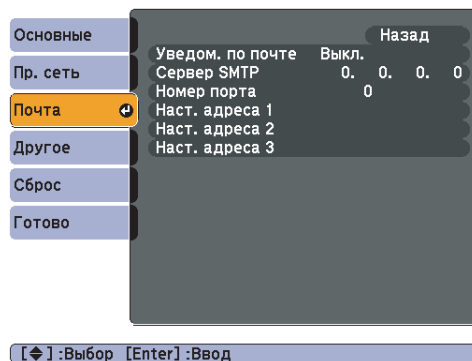 Основные
Пр. сеть
Почта
Другое
Сброс
Готово
Назад
Уведом. по почте Выкл.
Сервер SMTP 0. 0. 0. 0
Номер порта 0
Наст. адреса 1
Наст. адреса 2
Наст. адреса 3
[◆] :Выбор [Enter] :Ввод